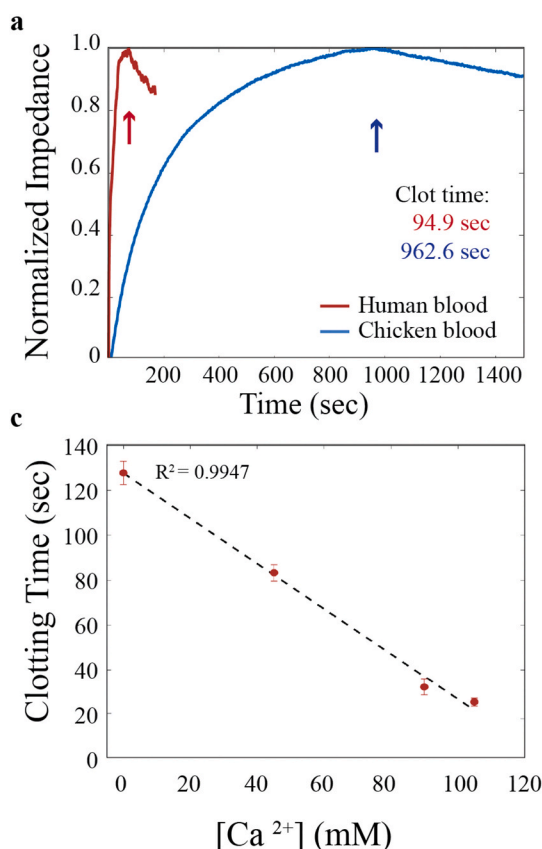 a
Normalized Impedance
1.0
0.8
0.6
0.4
0.2
0
200 400 600 800 1000 1200 1400
Time (sec)
Clot time:
94.9 sec
962.6 sec
Human blood
Chicken blood
c
Clotting Time (sec)
140
120
100
80
60
40
20
0
R² = 0.9947
0 20 40 60 80 100 120
[Ca ²⁺] (mM)